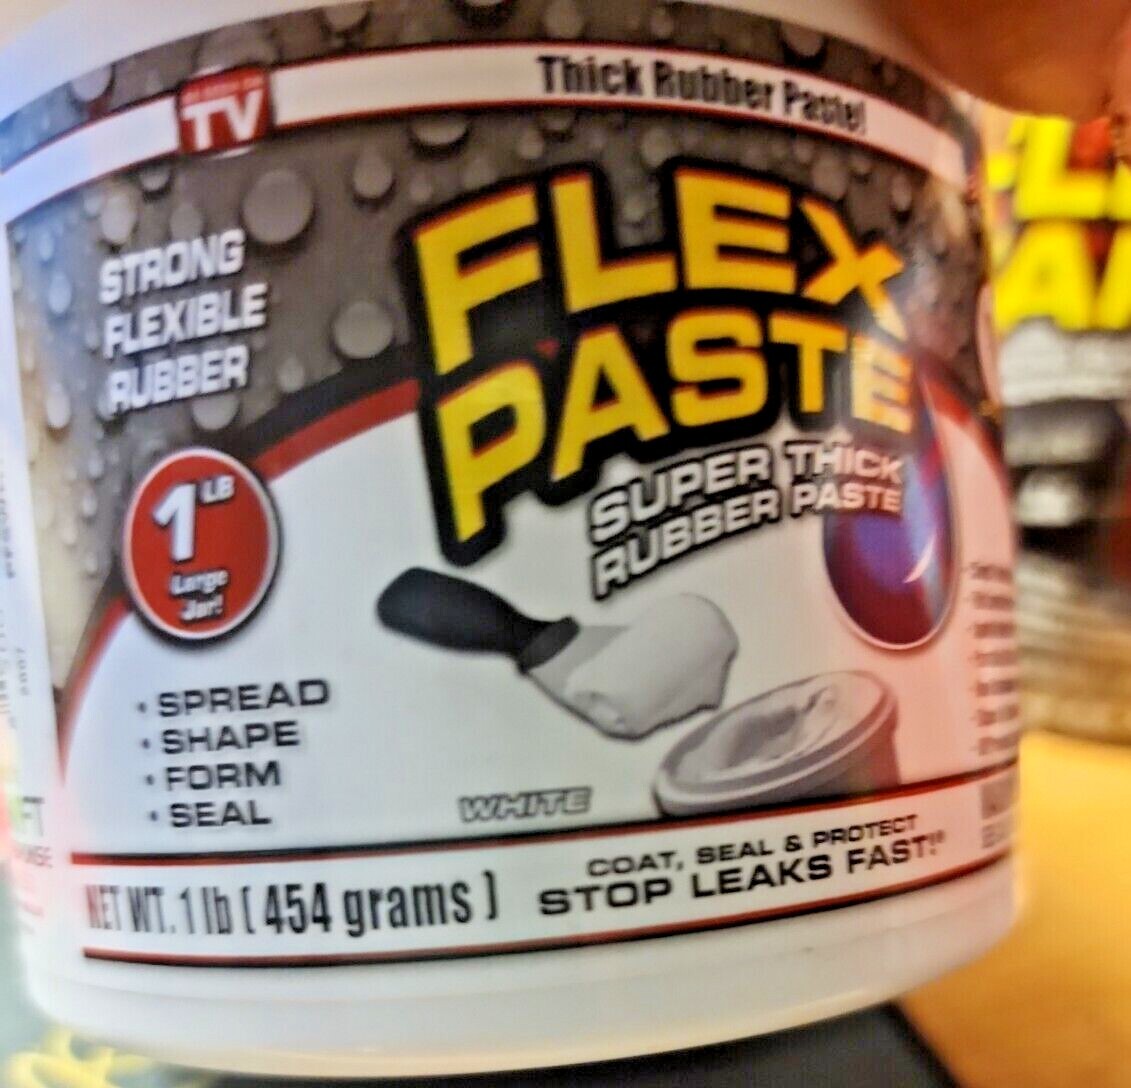 Thick Rubber Paste!
TV
STRONG
FLEXIBLE
RUBBER
FLEX
PASTE
SUPER THICK
RUBBER PASTE
1 LB
Large
Jar!
• SPREAD
• SHAPE
• FORM
• SEAL
WHITE
COAT, SEAL & PROTECT
STOP LEAKS FAST!®
NET WT. 1 lb ( 454 grams )